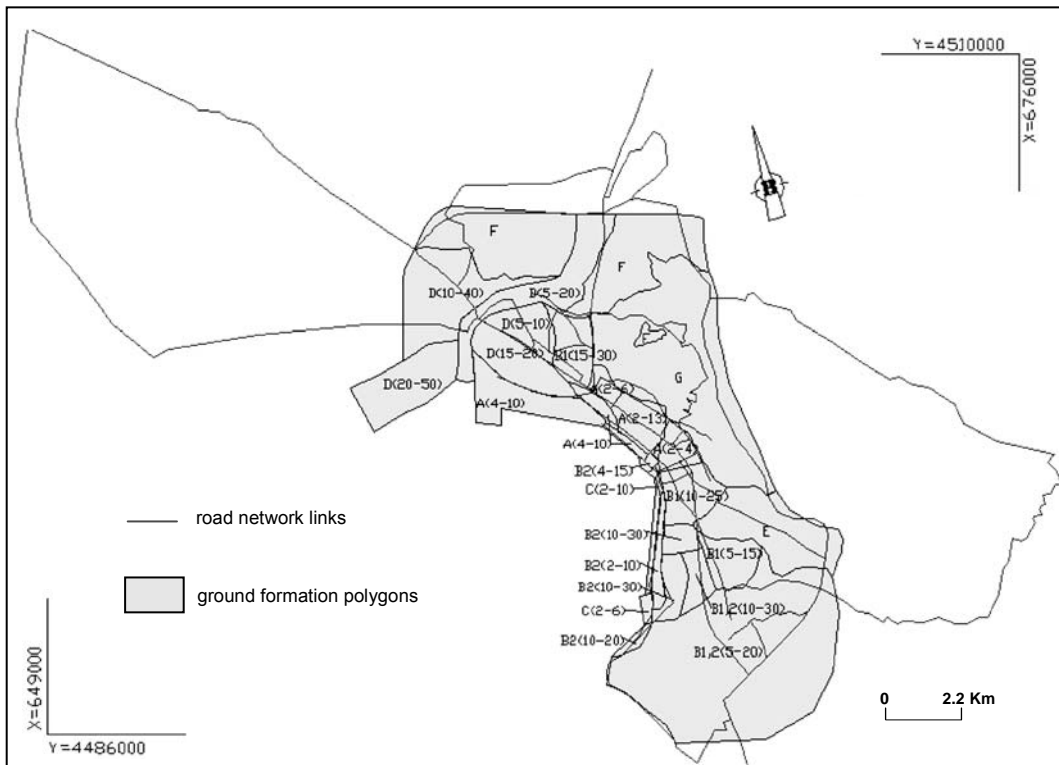 Y=4510000
X=676000
B
F
F
D(10-40)
B(5-20)
D(5-10)
D(15-20)
B1(15-30)
D(20-50)
G
A(4-10)
A(2-6)
A(2-13)
A(4-10)
A(2-4)
B2(4-15)
C(2-10)
B1(10-25)
road network links
B2(10-30)
E
B1(5-15)
B2(2-10)
B2(10-30)
ground formation polygons
C(2-6)
B1,2(10-30)
B2(10-20)
B1,2(5-20)
X=649000
0 2.2 Km
Y=4486000